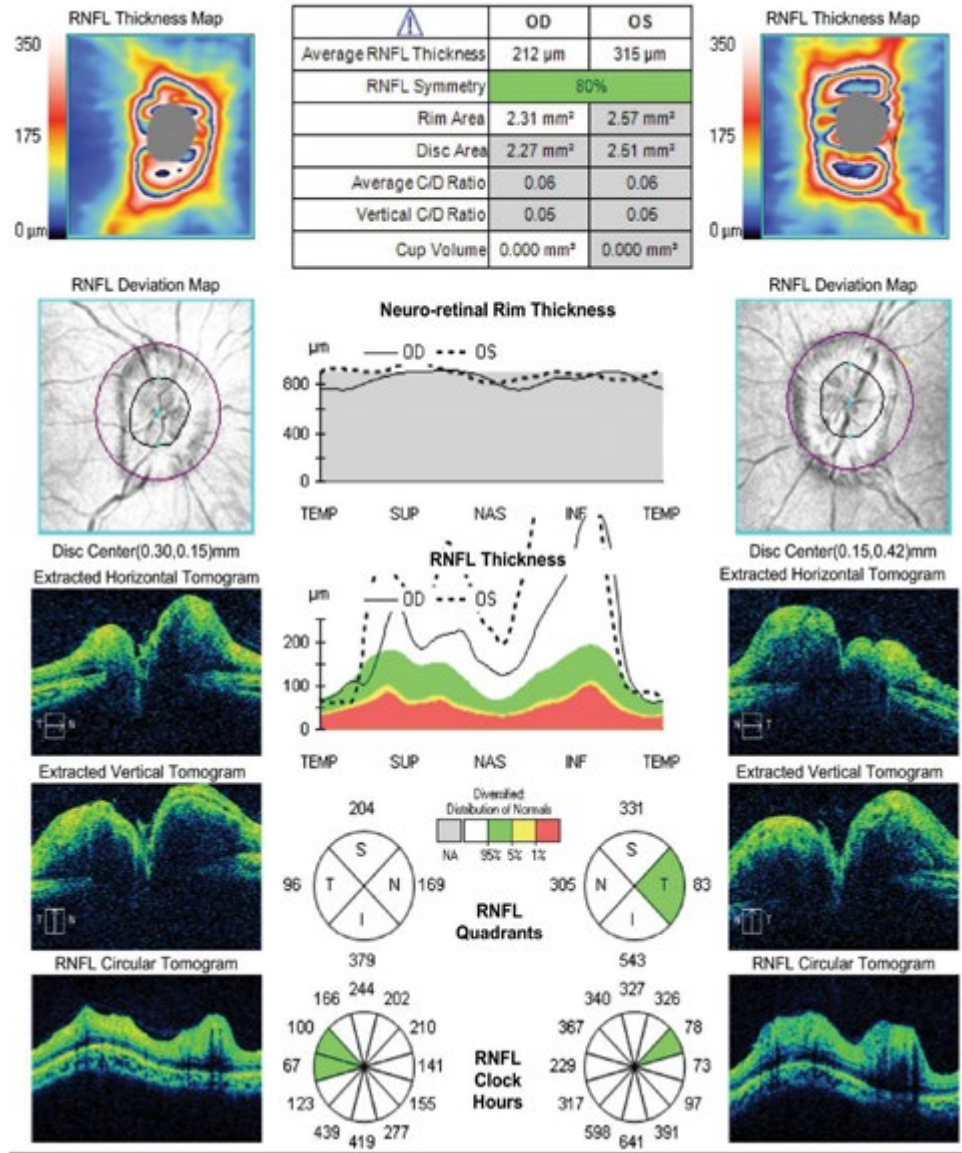 RNFL Thickness Map
350
175
0 µm
OD OS
Average RNFL Thickness 212 µm 315 µm
RNFL Symmetry 80%
Rim Area 2.31 mm² 2.57 mm²
Disc Area 2.27 mm² 2.51 mm²
Average C/D Ratio 0.06 0.06
Vertical C/D Ratio 0.05 0.05
Cup Volume 0.000 mm³ 0.000 mm³
RNFL Thickness Map
350
175
0 µm
RNFL Deviation Map
Disc Center(0.30,0.15)mm
Neuro-retinal Rim Thickness
µm OD OS
800
400
0
TEMP SUP NAS INF TEMP
RNFL Deviation Map
Disc Center(0.15,0.42)mm
Extracted Horizontal Tomogram
T N
RNFL Thickness
µm OD OS
200
100
0
TEMP SUP NAS INF TEMP
Extracted Horizontal Tomogram
N T
Extracted Vertical Tomogram
T N
Diversified:
Distribution of Normals
NA 95% 5% 1%
204
S
96 T N 169
I
379
RNFL
Quadrants
331
S
305 N T 83
I
543
Extracted Vertical Tomogram
N T
RNFL Circular Tomogram
244
166 202
100 210
67 141
123 155
439 277
419
RNFL
Clock
Hours
327
340 326
367 78
229 73
317 97
598 391
641
RNFL Circular Tomogram